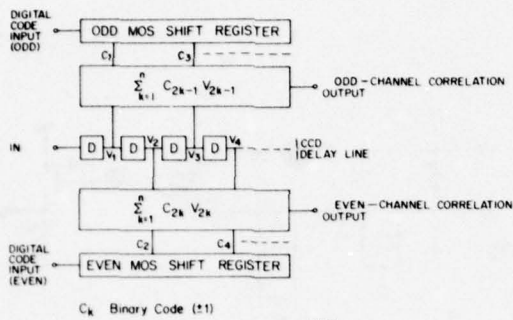 DIGITAL
CODE
INPUT
(ODD)
ODD MOS SHIFT REGISTER
C1 C3
n
Σ C2k-1 V2k-1
k=1
ODD-CHANNEL CORRELATION
OUTPUT
IN
D V1 D V2 D V3 D V4
CCD
DELAY LINE
n
Σ C2k V2k
k=1
EVEN-CHANNEL CORRELATION
OUTPUT
C2 C4
DIGITAL
CODE
INPUT
(EVEN)
EVEN MOS SHIFT REGISTER
Ck Binary Code (±1)